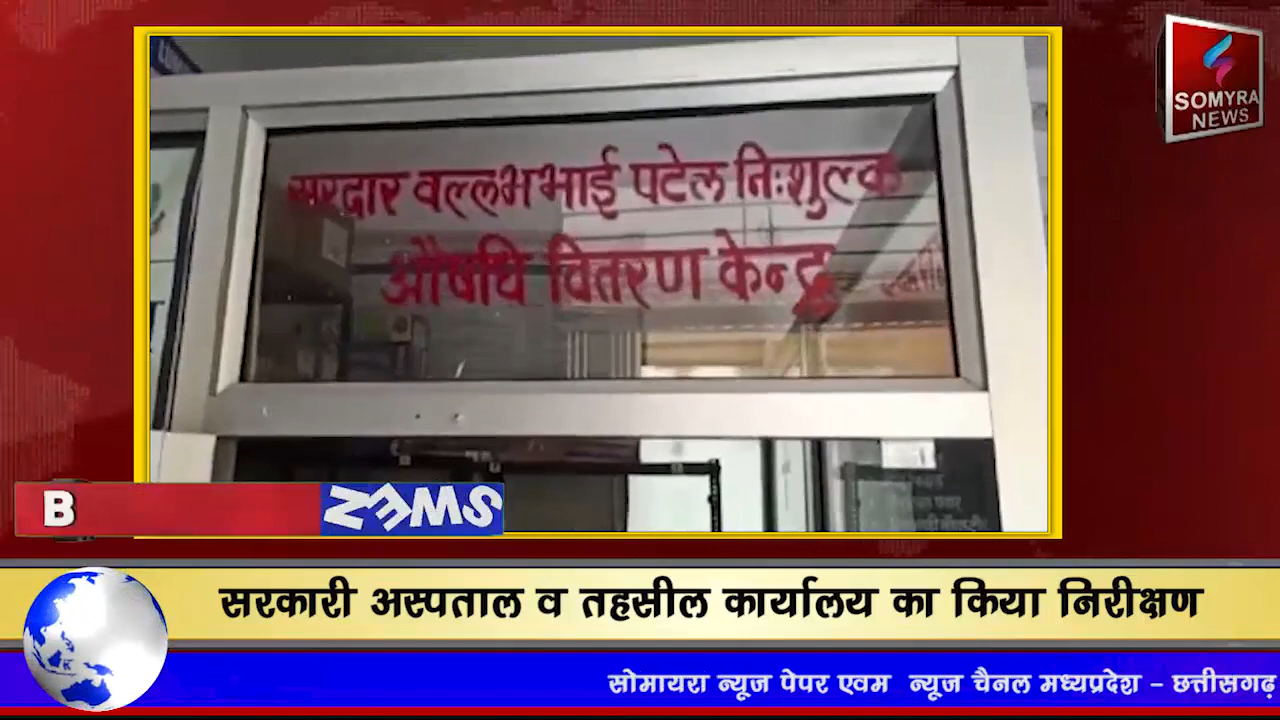 SOMYRA
NEWS
सरदार वल्लभभाई पटेल निःशुल्क
औषधि वितरण केन्द्र
B
NEWS
सरकारी अस्पताल व तहसील कार्यालय का किया निरीक्षण
सोमायरा न्यूज पेपर एवम न्यूज चैनल मध्यप्रदेश - छत्तीसगढ़